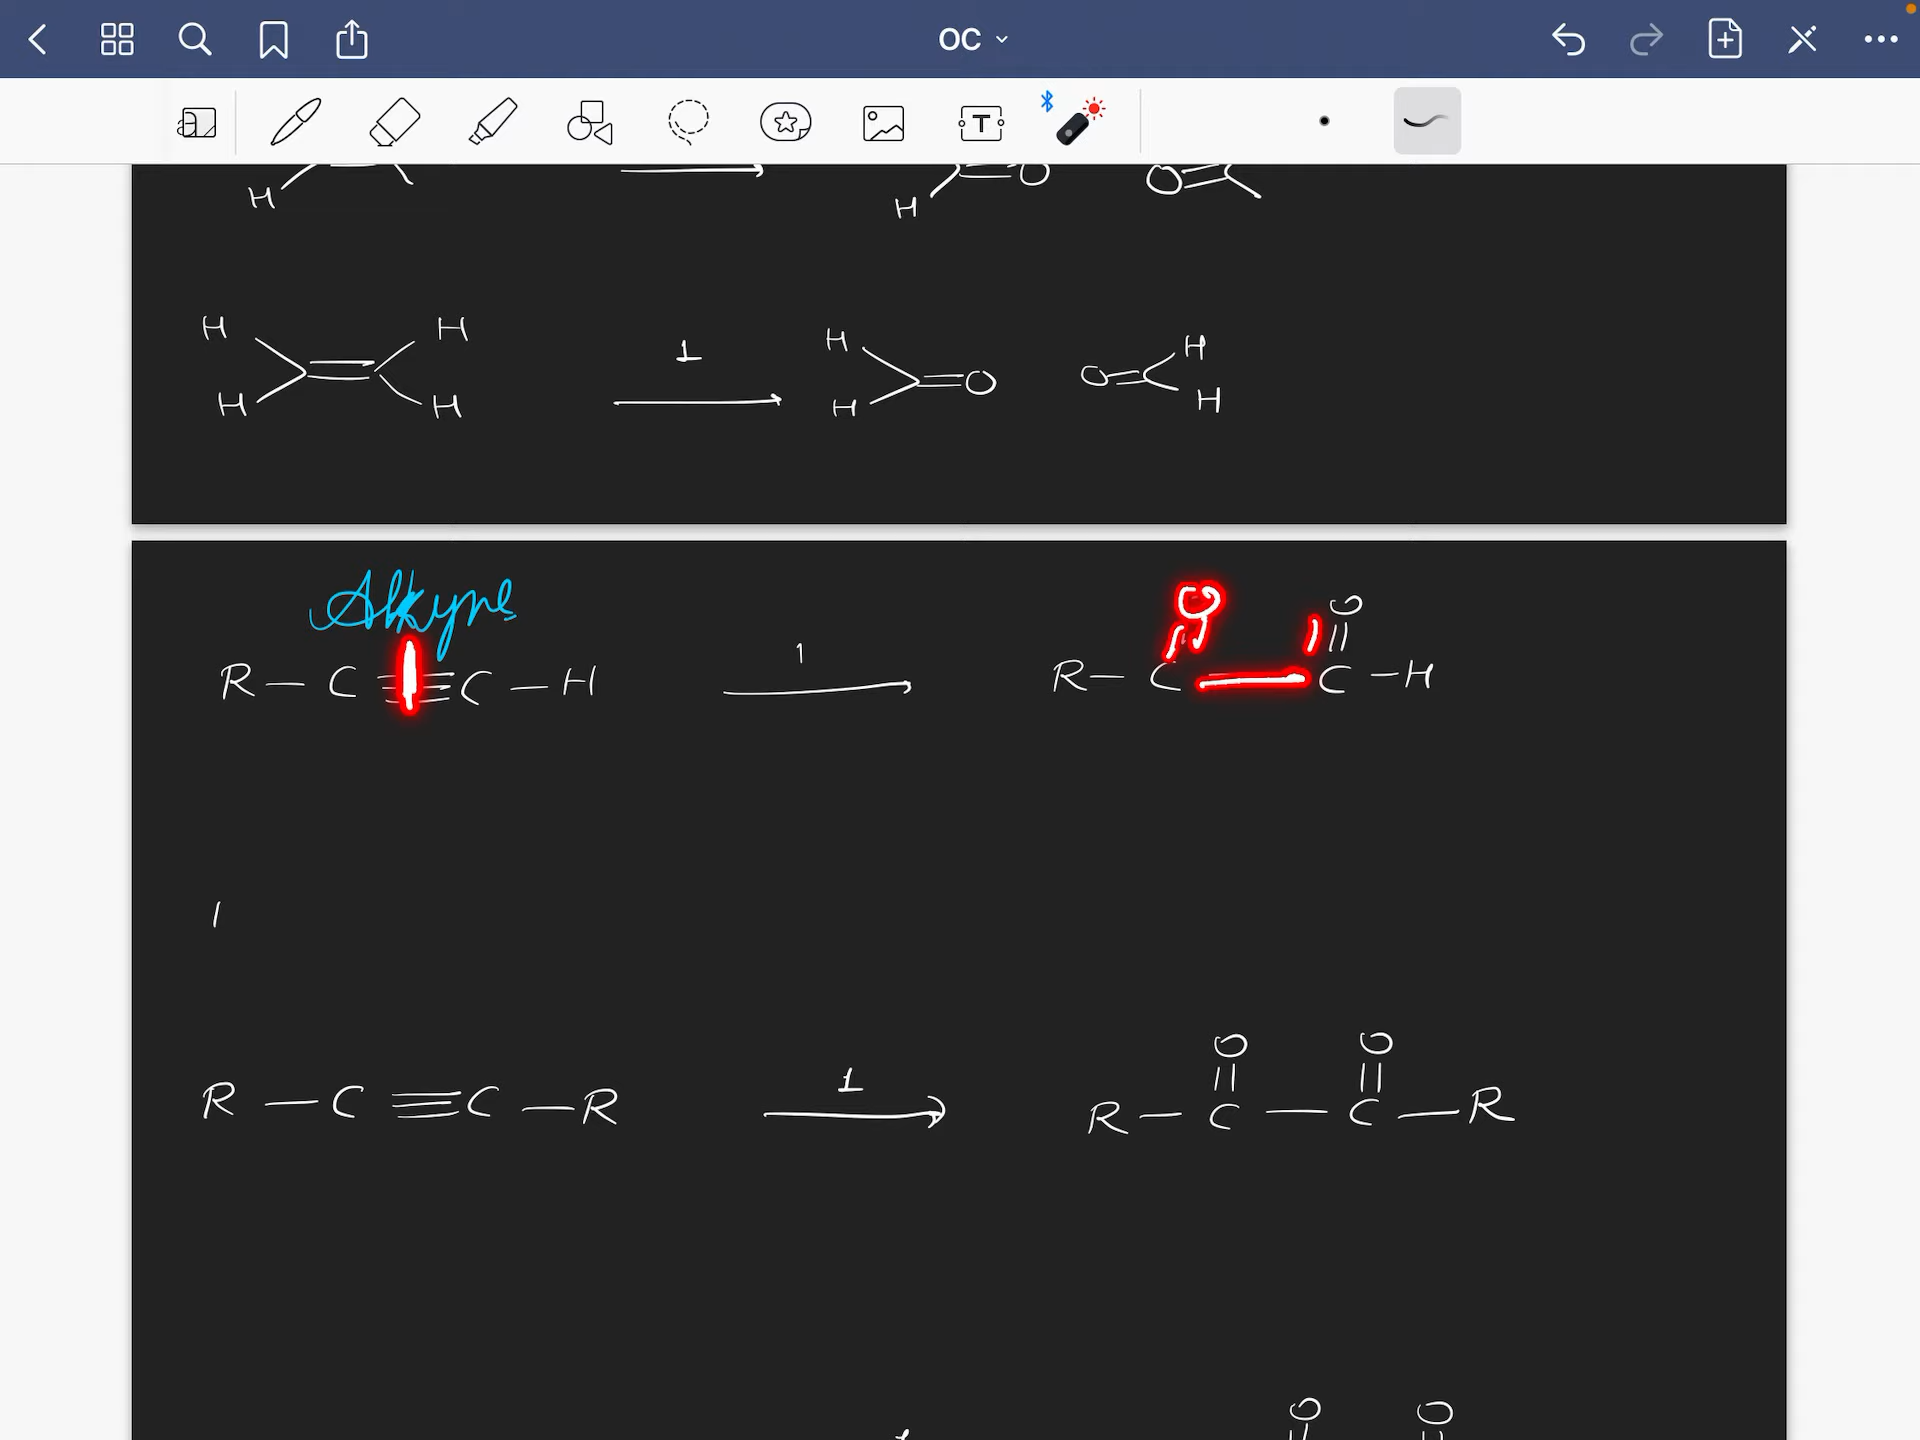 OC
T
H O O
H
H H 1 H H
H H H=O O= H
Alkyne
O O
R – C ≡ C – H 1 R – C – C – H
O O
R – C ≡ C – R 1 R – C – C – R
O O